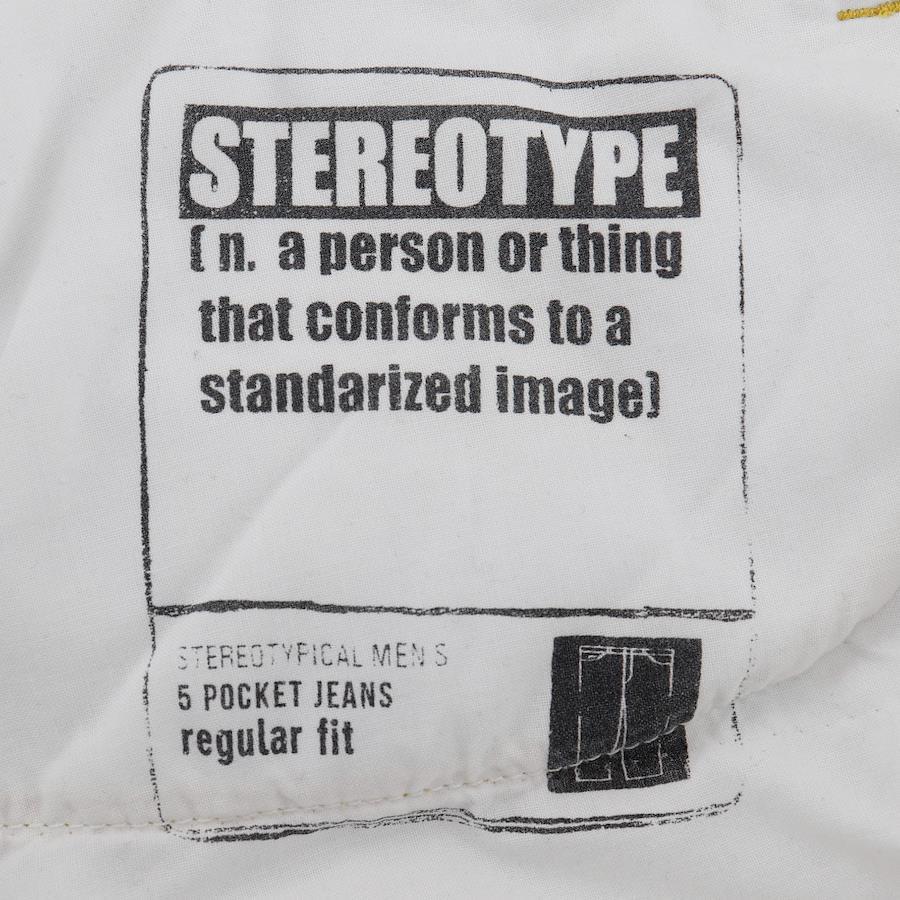 STEREOTYPE
( n. a person or thing
that conforms to a
standarized image)
STEREOTYPICAL MEN S
5 POCKET JEANS
regular fit